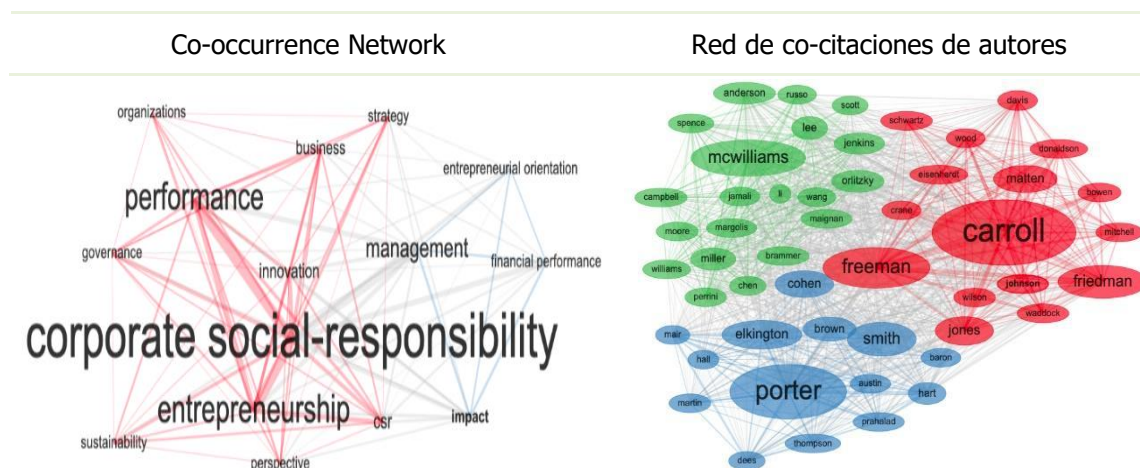 Co-occurrence Network
Red de co-citaciones de autores
organizations
strategy
business
entrepreneurial orientation
performance
management
governance
innovation
financial performance
corporate social-responsibility
entrepreneurship
csr
impact
sustainability
perspective
anderson
russo
scott
davis
spence
lee
schwartz
wood
jenkins
donaldson
mcwilliams
eisenhardt
matten
orlitzky
campbell
jamali
li
wang
bowen
crane
maignan
moore
margolis
carroll
mitchell
miller
brammer
williams
freeman
chen
cohen
johnson
friedman
perrini
wilson
waddock
mair
elkington
brown
smith
jones
hall
baron
porter
austin
hart
martin
prahalad
thompson
dees